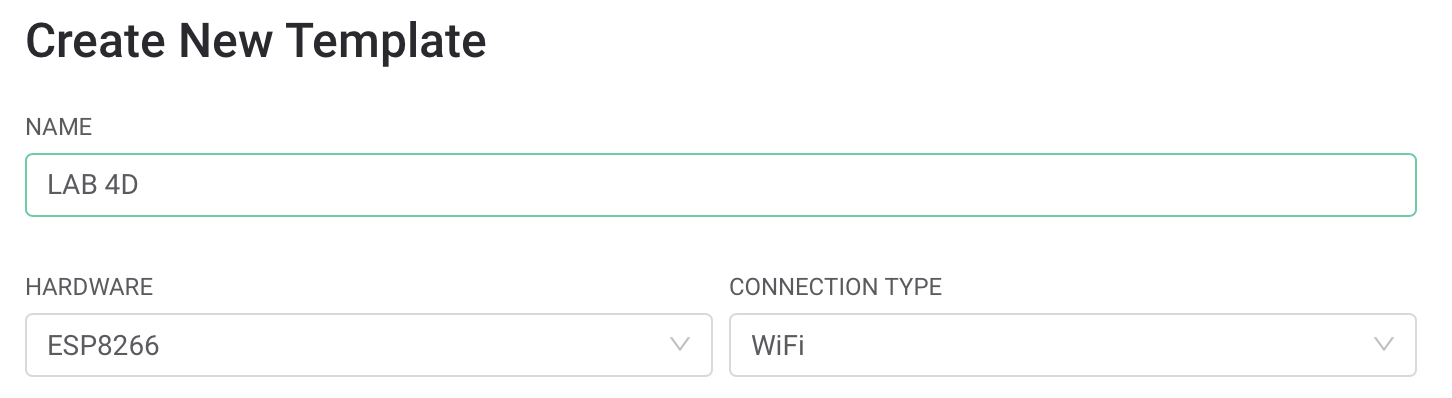 Create New Template
NAME
LAB 4D
HARDWARE
CONNECTION TYPE
ESP8266
WiFi